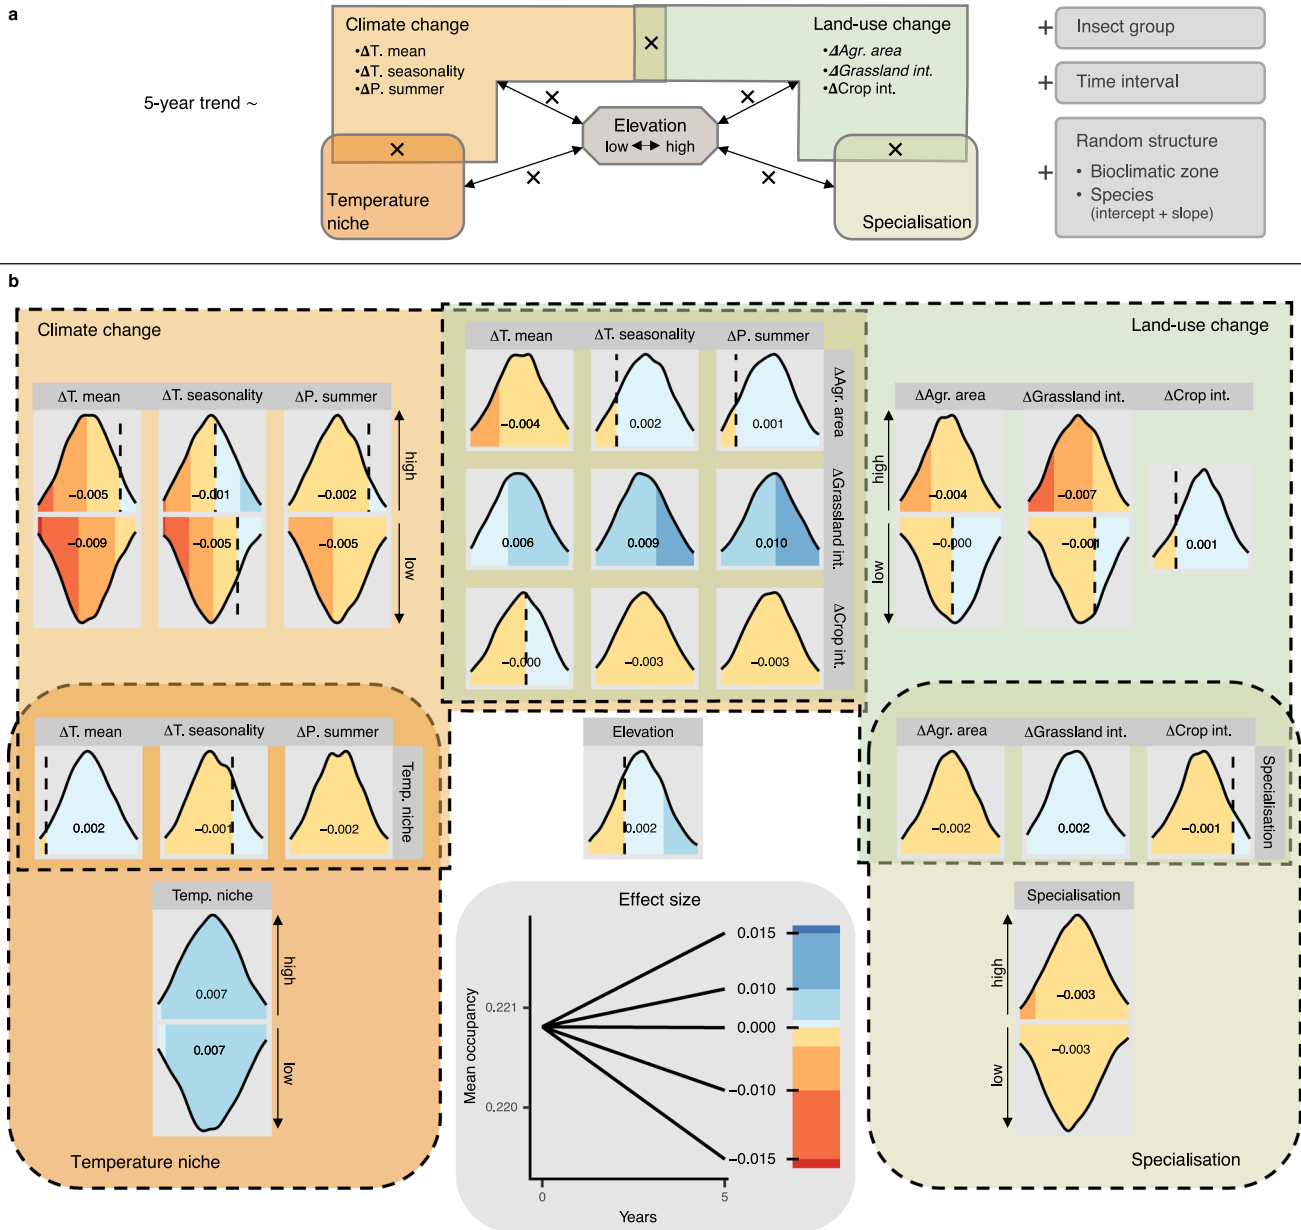 a
Climate change
•ΔT. mean
•ΔT. seasonality
•ΔP. summer
×
Land-use change
•ΔAgr. area
•ΔGrassland int.
•ΔCrop int.
5-year trend ~
×
×
Elevation
low ↔ high
×
×
×
×
Temperature
niche
Specialisation
+ Insect group
+ Time interval
+ Random structure
• Bioclimatic zone
• Species
(intercept + slope)
b
Climate change
ΔT. mean
ΔT. seasonality
ΔP. summer
−0.005
−0.001
−0.002
high
−0.009
−0.005
−0.005
low
ΔT. mean
ΔT. seasonality
ΔP. summer
−0.004
0.002
0.001
ΔAgr. area
0.006
0.009
0.010
ΔGrassland int.
−0.000
−0.003
−0.003
ΔCrop int.
Land-use change
ΔAgr. area
ΔGrassland int.
ΔCrop int.
high
−0.004
−0.007
low
−0.000
−0.001
0.001
ΔT. mean
ΔT. seasonality
ΔP. summer
0.002
−0.001
−0.002
Temp. niche
Elevation
0.002
ΔAgr. area
ΔGrassland int.
ΔCrop int.
−0.002
0.002
−0.001
Specialisation
Temp. niche
0.007
high
0.007
low
Temperature niche
Effect size
Mean occupancy
0.221
0.220
0.015
0.010
0.000
−0.010
−0.015
0
5
Years
Specialisation
high
−0.003
low
−0.003
Specialisation